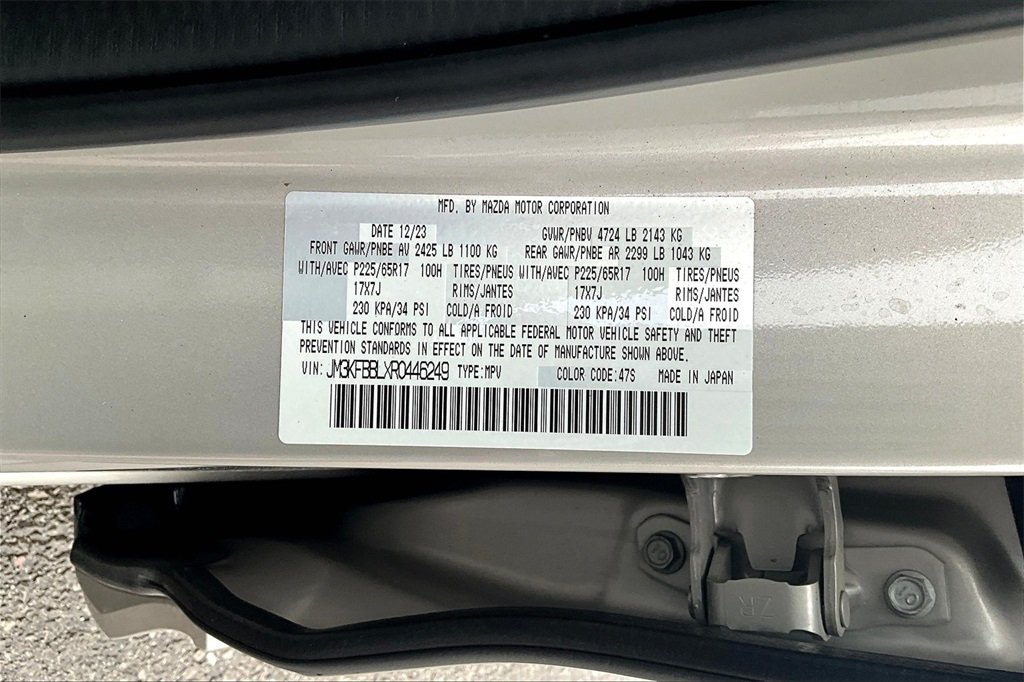 MFD. BY MAZDA MOTOR CORPORATION
DATE 12/23 GVWR/PNBV 4724 LB 2143 KG
FRONT GAWR/PNBE AV 2425 LB 1100 KG REAR GAWR/PNBE AR 2299 LB 1043 KG
WITH/AVEC P225/65R17 100H TIRES/PNEUS WITH/AVEC P225/65R17 100H TIRES/PNEUS
17X7J RIMS/JANTES 17X7J RIMS/JANTES
230 KPA/34 PSI COLD/A FROID 230 KPA/34 PSI COLD/A FROID
THIS VEHICLE CONFORMS TO ALL APPLICABLE FEDERAL MOTOR VEHICLE SAFETY AND THEFT
PREVENTION STANDARDS IN EFFECT ON THE DATE OF MANUFACTURE SHOWN ABOVE.
VIN: JM3KFBBLXR0446249 TYPE:MPV COLOR CODE:47S MADE IN JAPAN
ZR